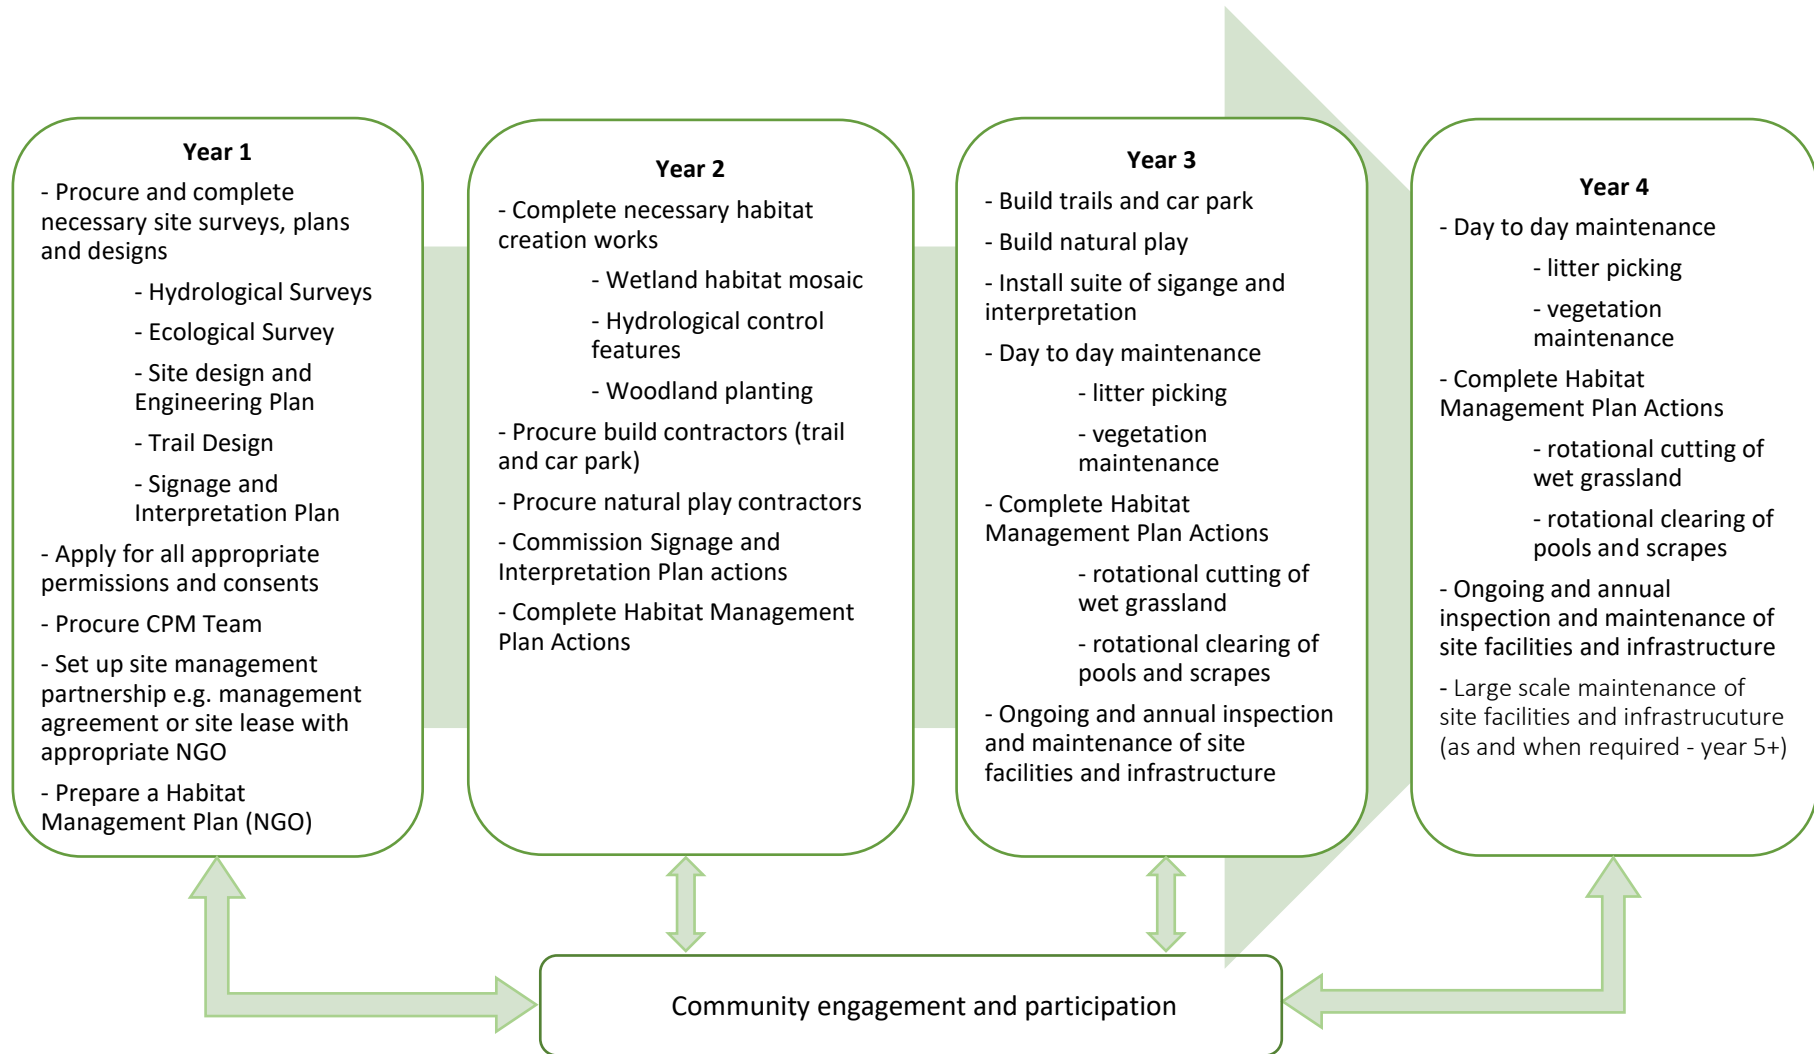 Year 1
- Procure and complete
necessary site surveys, plans
and designs
- Hydrological Surveys
- Ecological Survey
- Site design and
Engineering Plan
- Trail Design
- Signage and
Interpretation Plan
- Apply for all appropriate
permissions and consents
- Procure CPM Team
- Set up site management
partnership e.g. management
agreement or site lease with
appropriate NGO
- Prepare a Habitat
Management Plan (NGO)
Year 2
- Complete necessary habitat
creation works
- Wetland habitat mosaic
- Hydrological control
features
- Woodland planting
- Procure build contractors (trail
and car park)
- Procure natural play contractors
- Commission Signage and
Interpretation Plan actions
- Complete Habitat Management
Plan Actions
Year 3
- Build trails and car park
- Build natural play
- Install suite of sigange and
interpretation
- Day to day maintenance
- litter picking
- vegetation
maintenance
- Complete Habitat
Management Plan Actions
- rotational cutting of
wet grassland
- rotational clearing of
pools and scrapes
- Ongoing and annual inspection
and maintenance of site
facilities and infrastructure
Year 4
- Day to day maintenance
- litter picking
- vegetation
maintenance
- Complete Habitat
Management Plan Actions
- rotational cutting of
wet grassland
- rotational clearing of
pools and scrapes
- Ongoing and annual
inspection and maintenance of
site facilities and infrastructure
- Large scale maintenance of
site facilities and infrastrucuture
(as and when required - year 5+)
Community engagement and participation